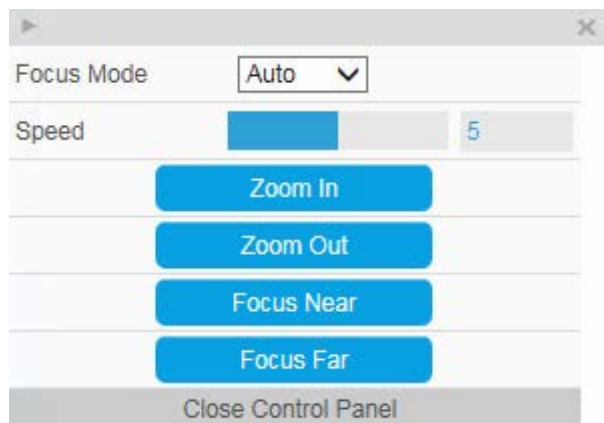 Focus Mode Auto
Speed 5
Zoom In
Zoom Out
Focus Near
Focus Far
Close Control Panel